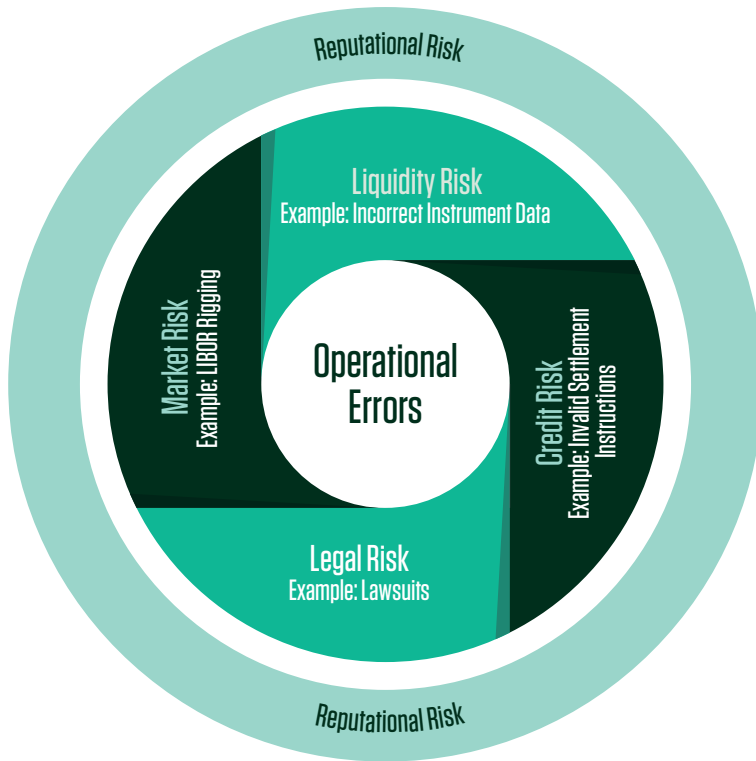 Reputational Risk
Liquidity Risk
Example: Incorrect Instrument Data
Market Risk
Example: LIBOR Rigging
Operational
Errors
Credit Risk
Example: Invalid Settlement
Instructions
Legal Risk
Example: Lawsuits
Reputational Risk